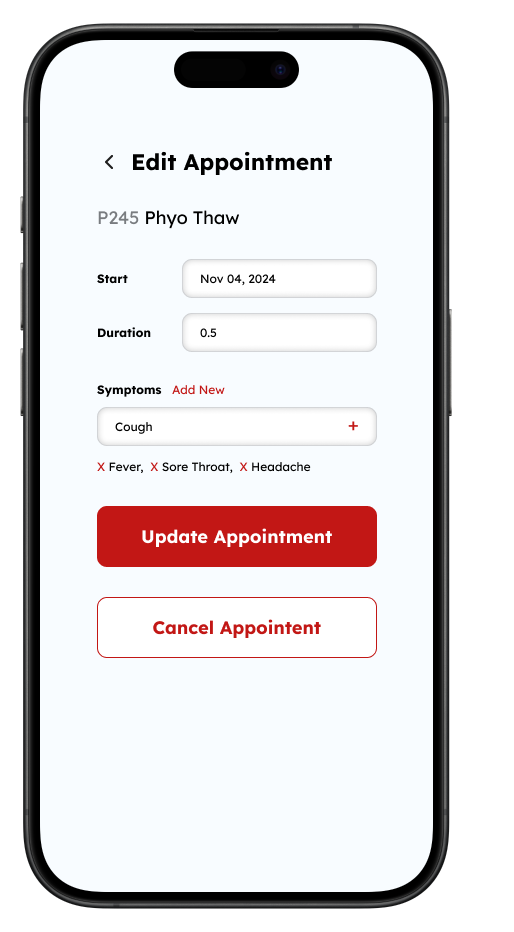 Edit Appointment
P245 Phyo Thaw
Start Nov 04, 2024
Duration 0.5
Symptoms Add New
Cough +
X Fever, X Sore Throat, X Headache
Update Appointment
Cancel Appointent